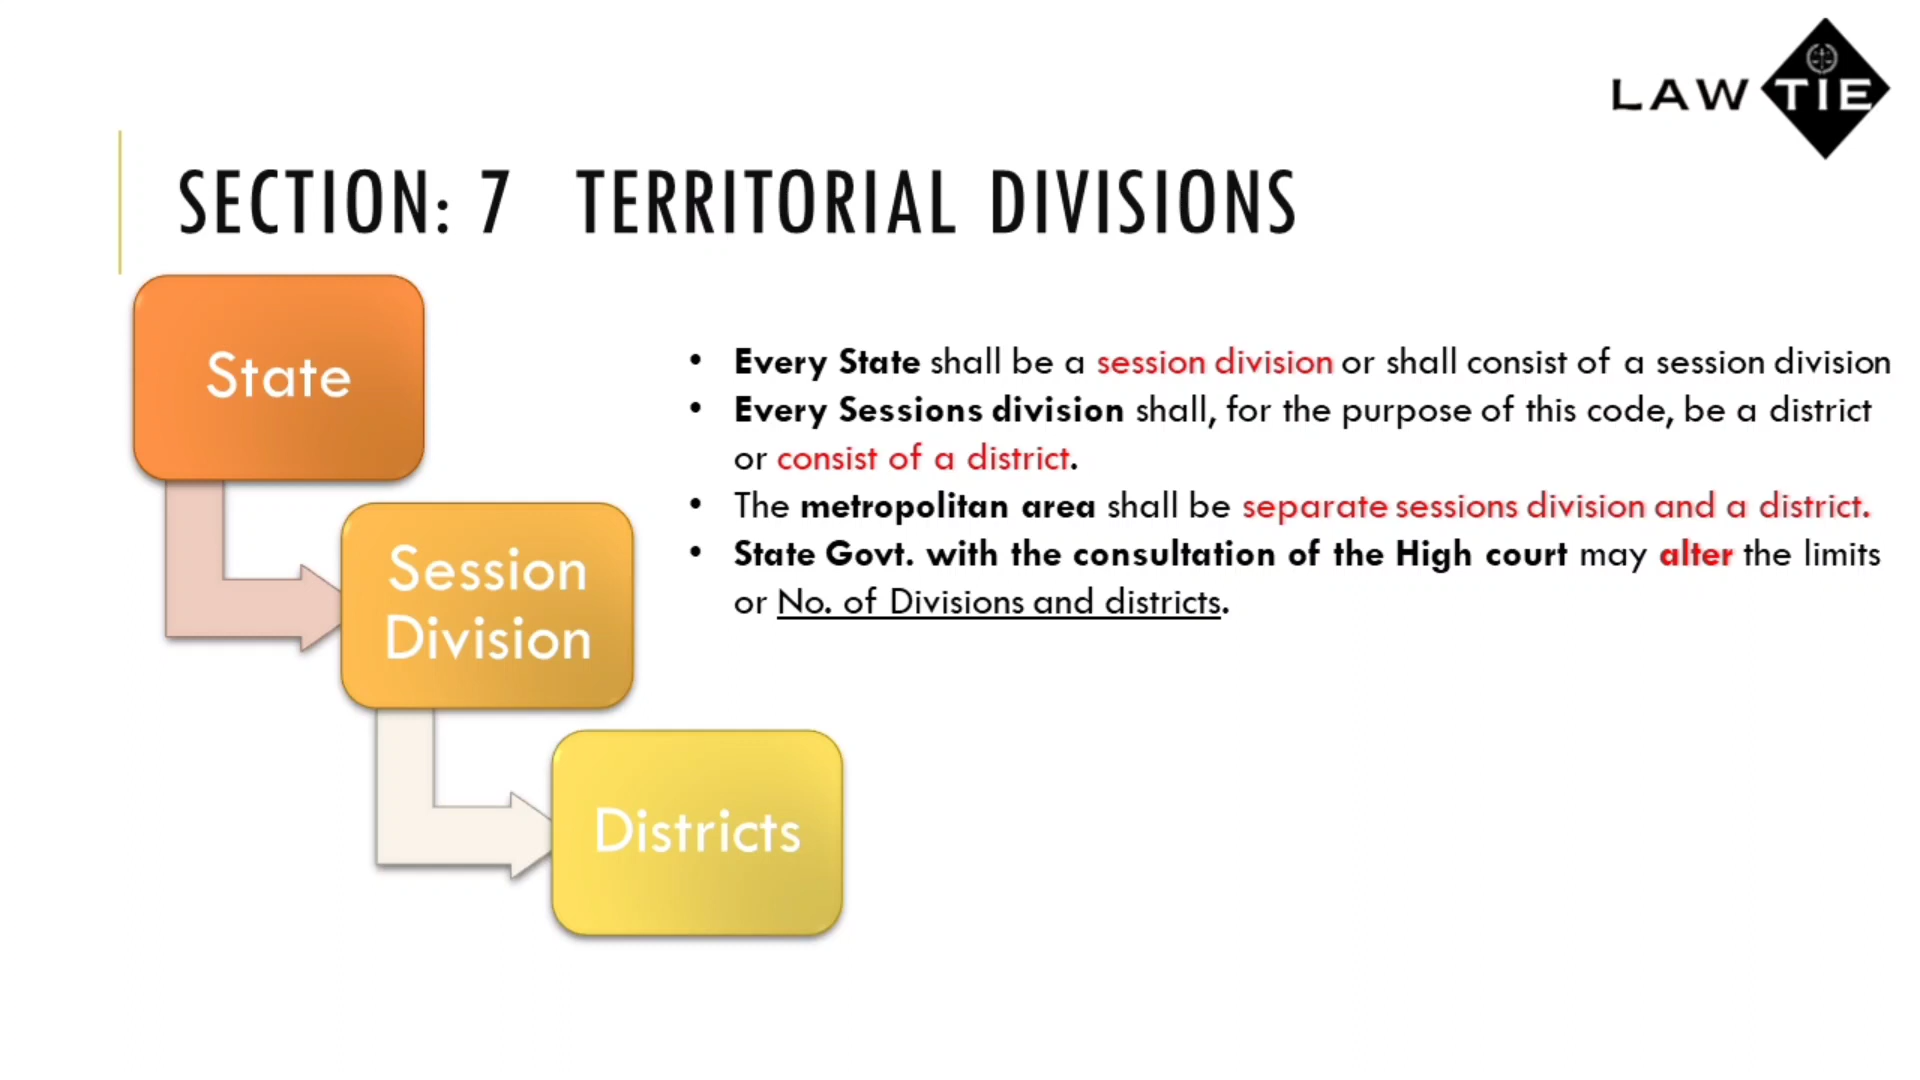 LAW TIE
SECTION: 7 TERRITORIAL DIVISIONS
State
Session
Division
Districts
• Every State shall be a session division or shall consist of a session division
• Every Sessions division shall, for the purpose of this code, be a district
or consist of a district.
• The metropolitan area shall be separate sessions division and a district.
• State Govt. with the consultation of the High court may alter the limits
or No. of Divisions and districts.